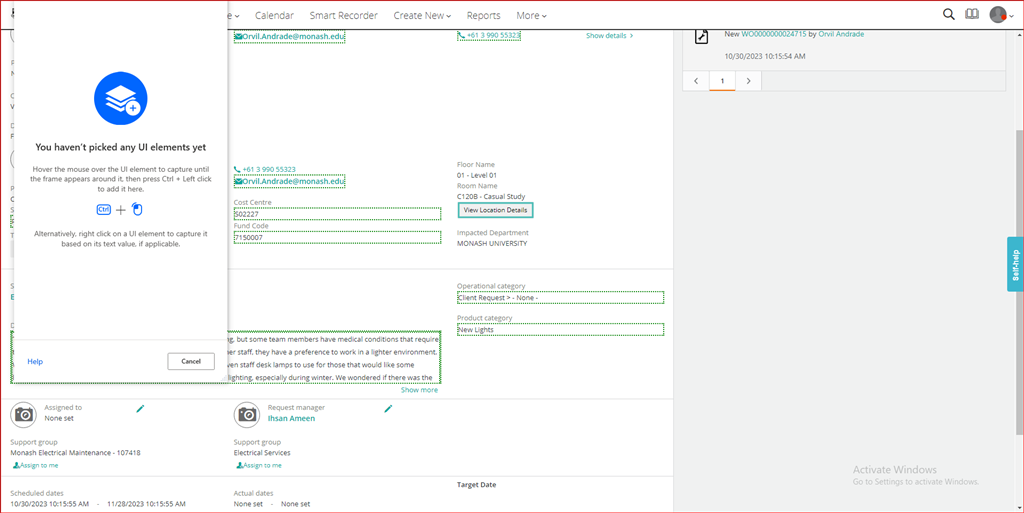 Calendar
Smart Recorder
Create New
Reports
More
Orvil.Andrade@monash.edu
+61 3 990 55323
Show details
New WO0000000024715 by Orvil Andrade
10/30/2023 10:15:54 AM
1
You haven't picked any UI elements yet
Hover the mouse over the UI element to capture until
the frame appears around it, then press Ctrl + Left click
to add it here.
Ctrl +
Alternatively, right click on a UI element to capture it
based on its text value, if applicable.
Help
Cancel
+61 3 990 55323
Orvil.Andrade@monash.edu
Cost Centre
S02227
Fund Code
7150007
Floor Name
01 - Level 01
Room Name
C120B - Casual Study
View Location Details
Impacted Department
MONASH UNIVERSITY
Self-help
Operational category
Client Request > - None -
Product category
New Lights
ng, but some team members have medical conditions that require
er staff, they have a preference to work in a lighter environment.
ven staff desk lamps to use for those that would like some
lighting, especially during winter. We wondered if there was the
Show more
Assigned to
None set
Request manager
Ihsan Ameen
Support group
Monash Electrical Maintenance - 107418
Assign to me
Support group
Electrical Services
Assign to me
Target Date
Scheduled dates
10/30/2023 10:15:55 AM - 11/28/2023 10:15:55 AM
Actual dates
None set - None set
Activate Windows
Go to Settings to activate Windows.